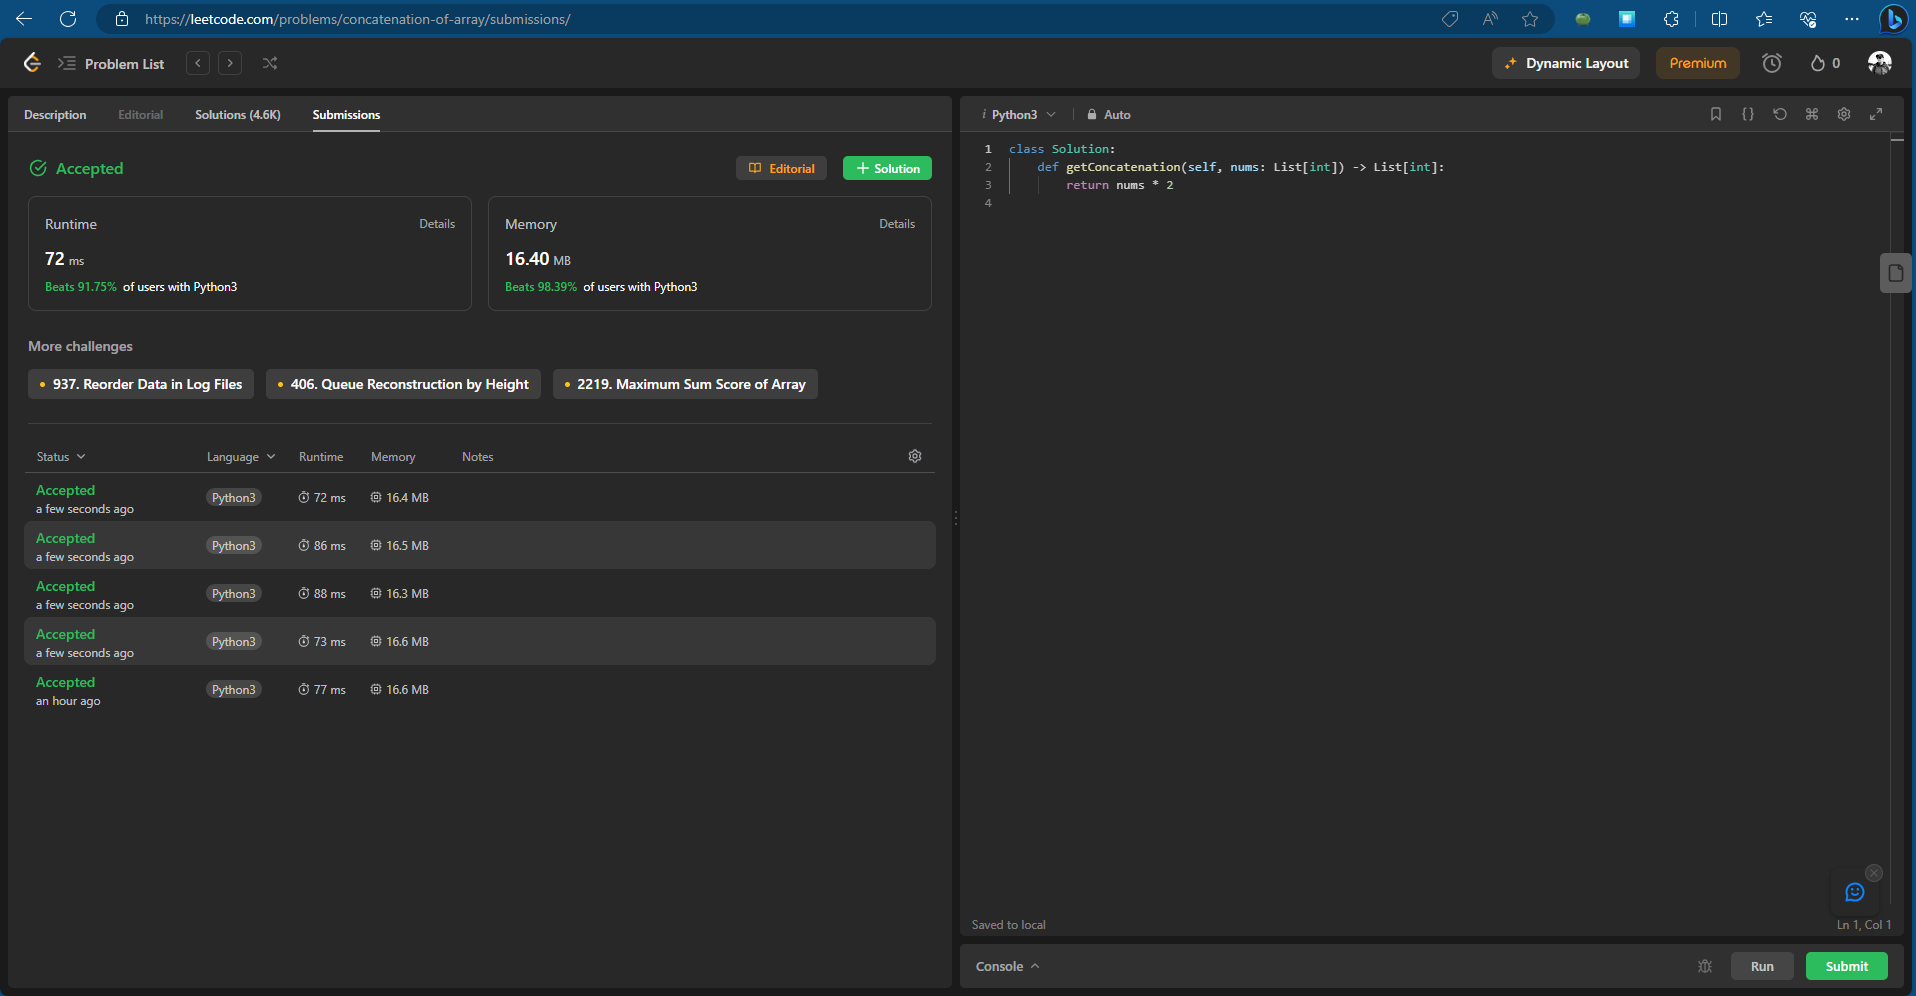 https://leetcode.com/problems/concatenation-of-array/submissions/
Problem List
Dynamic Layout
Premium
0
Description Editorial Solutions (4.6K) Submissions
Accepted
Editorial
Solution
Runtime Details
72 ms
Beats 91.75% of users with Python3
Memory Details
16.40 MB
Beats 98.39% of users with Python3
More challenges
937. Reorder Data in Log Files
406. Queue Reconstruction by Height
2219. Maximum Sum Score of Array
Status Language Runtime Memory Notes
Accepted
a few seconds ago
Python3 72 ms 16.4 MB
Accepted
a few seconds ago
Python3 86 ms 16.5 MB
Accepted
a few seconds ago
Python3 88 ms 16.3 MB
Accepted
a few seconds ago
Python3 73 ms 16.6 MB
Accepted
an hour ago
Python3 77 ms 16.6 MB
i Python3 Auto
1 class Solution:
2 def getConcatenation(self, nums: List[int]) -> List[int]:
3 return nums * 2
4
Saved to local
Ln 1, Col 1
Console
Run
Submit